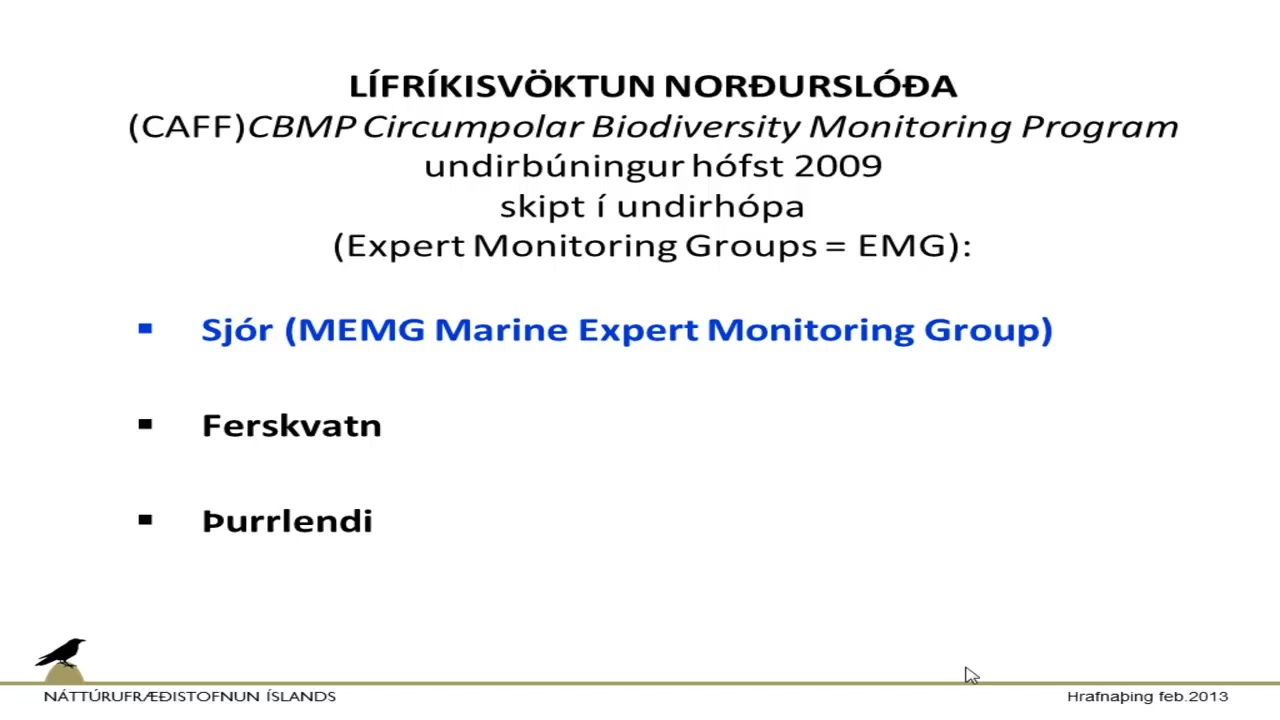 LÍFRÍKISVÖKTUN NORÐURSLÓÐA
(CAFF)CBMP Circumpolar Biodiversity Monitoring Program
undirbúningur hófst 2009
skipt í undirhópa
(Expert Monitoring Groups = EMG):
▪ Sjór (MEMG Marine Expert Monitoring Group)
▪ Ferskvatn
▪ Þurrlendi
NÁTTÚRUFRÆÐISTOFNUN ÍSLANDS
Hrafnaþing feb.2013